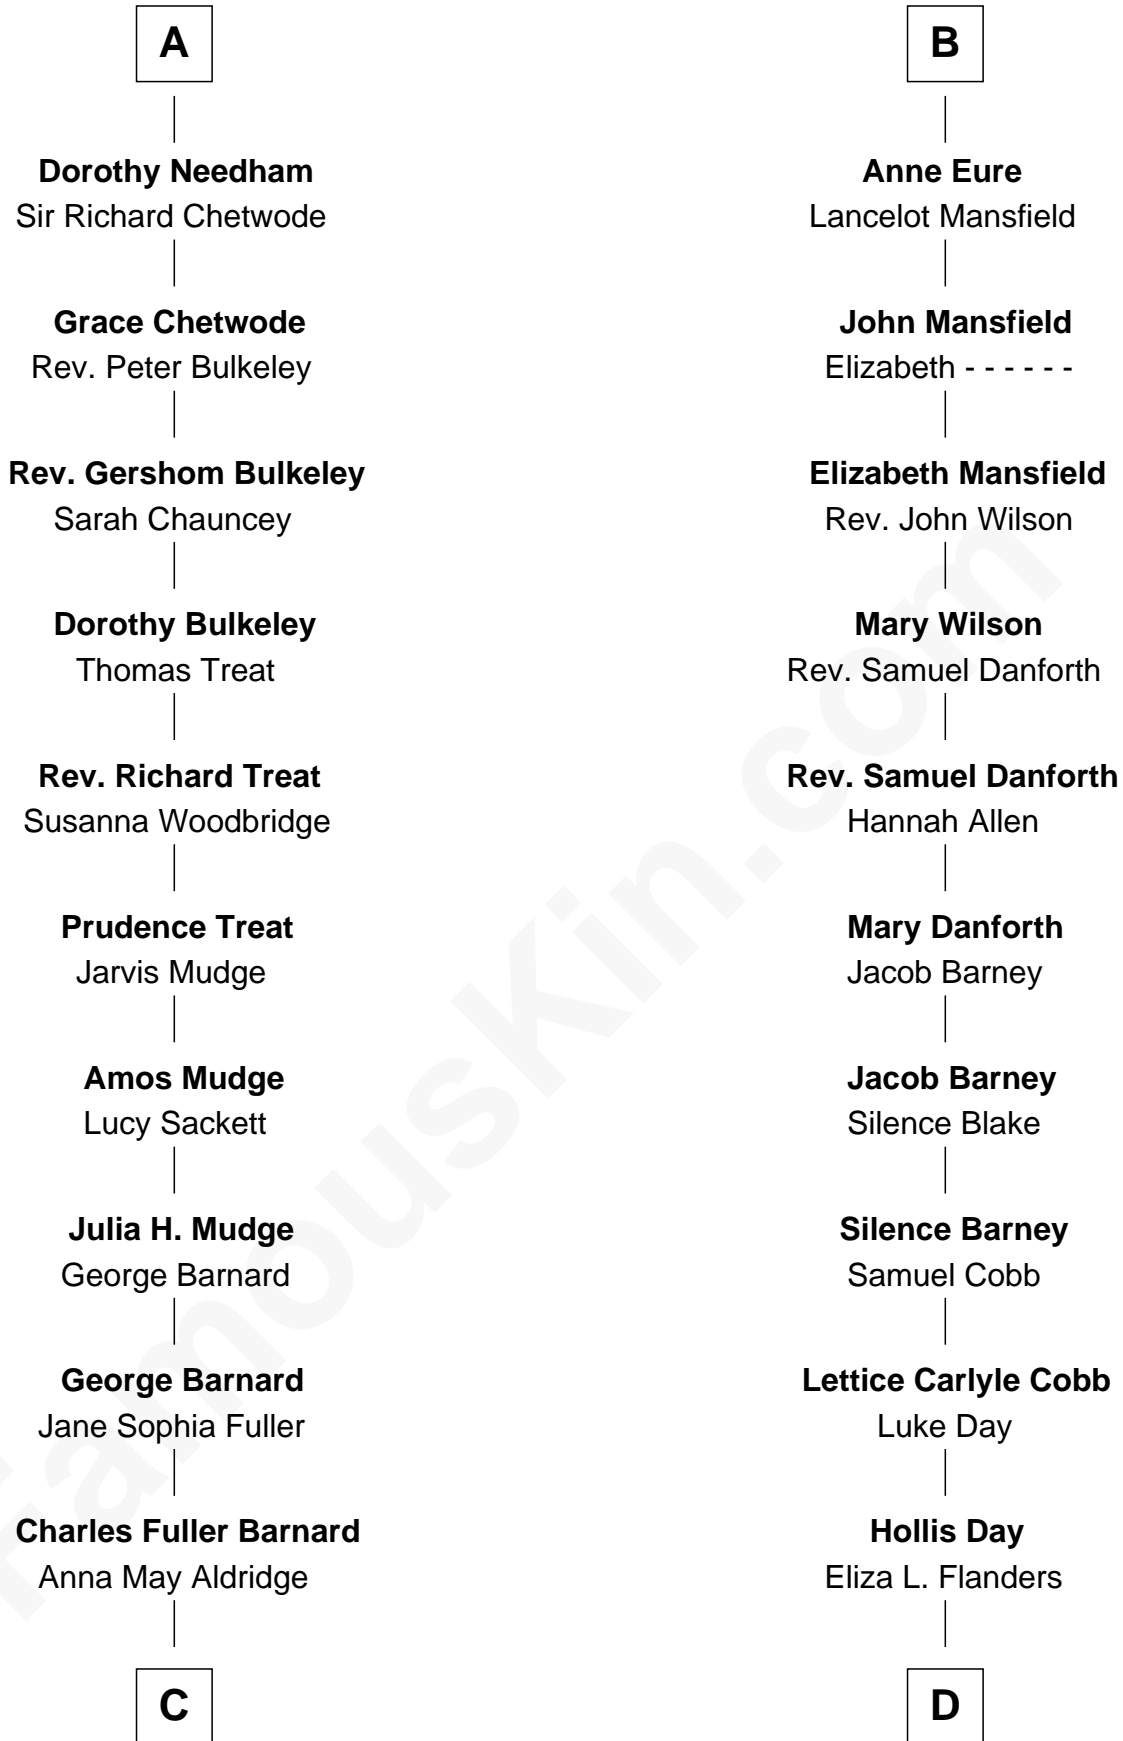 A
Dorothy Needham
Sir Richard Chetwode
Grace Chetwode
Rev. Peter Bulkeley
Rev. Gershom Bulkeley
Sarah Chauncey
Dorothy Bulkeley
Thomas Treat
Rev. Richard Treat
Susanna Woodbridge
Prudence Treat
Jarvis Mudge
Amos Mudge
Lucy Sackett
Julia H. Mudge
George Barnard
George Barnard
Jane Sophia Fuller
Charles Fuller Barnard
Anna May Aldridge
C
B
Anne Eure
Lancelot Mansfield
John Mansfield
Elizabeth - - - - - -
Elizabeth Mansfield
Rev. John Wilson
Mary Wilson
Rev. Samuel Danforth
Rev. Samuel Danforth
Hannah Allen
Mary Danforth
Jacob Barney
Jacob Barney
Silence Blake
Silence Barney
Samuel Cobb
Lettice Carlyle Cobb
Luke Day
Hollis Day
Eliza L. Flanders
D
FamousKin.com